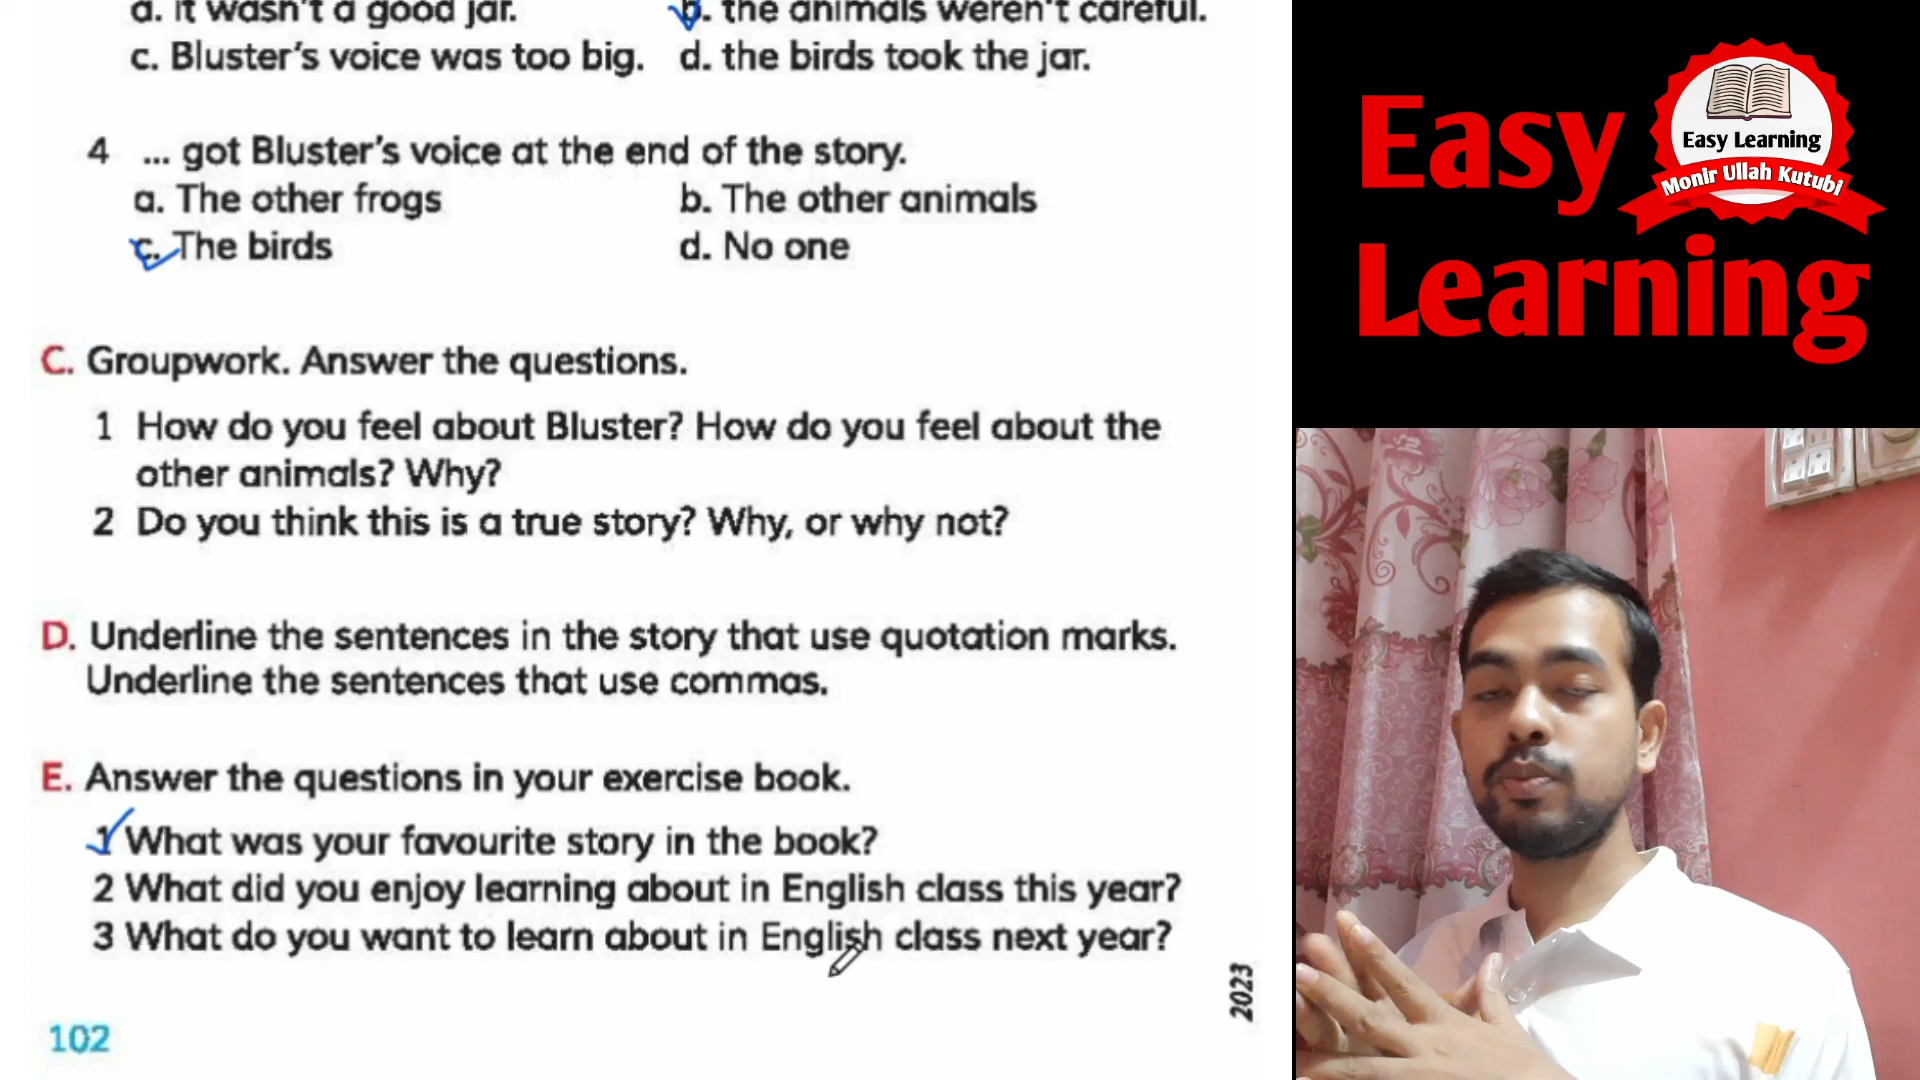 a. it wasn't a good jar. b. the animals weren't careful.
c. Bluster's voice was too big. d. the birds took the jar.
4 ... got Bluster's voice at the end of the story.
a. The other frogs b. The other animals
c. The birds d. No one
C. Groupwork. Answer the questions.
1 How do you feel about Bluster? How do you feel about the
other animals? Why?
2 Do you think this is a true story? Why, or why not?
D. Underline the sentences in the story that use quotation marks.
Underline the sentences that use commas.
E. Answer the questions in your exercise book.
1 What was your favourite story in the book?
2 What did you enjoy learning about in English class this year?
3 What do you want to learn about in English class next year?
2023
102
Easy
Learning
Easy Learning
Monir Ullah Kutubi